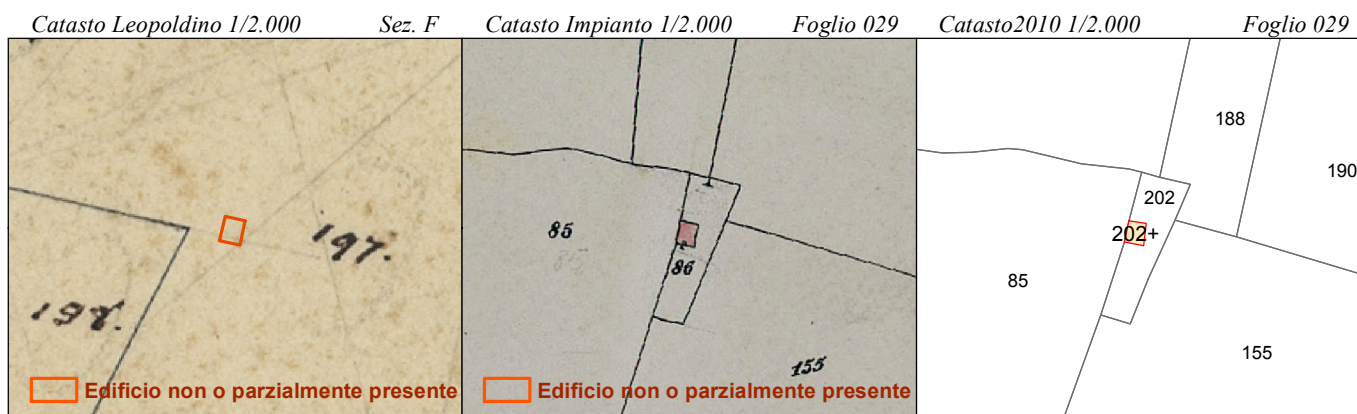 Catasto Leopoldino 1/2.000 Sez. F
Catasto Impianto 1/2.000 Foglio 029
Catasto2010 1/2.000 Foglio 029
197.
198.
Edificio non o parzialmente presente
85
86
155
Edificio non o parzialmente presente
188
190
202
202+
85
155